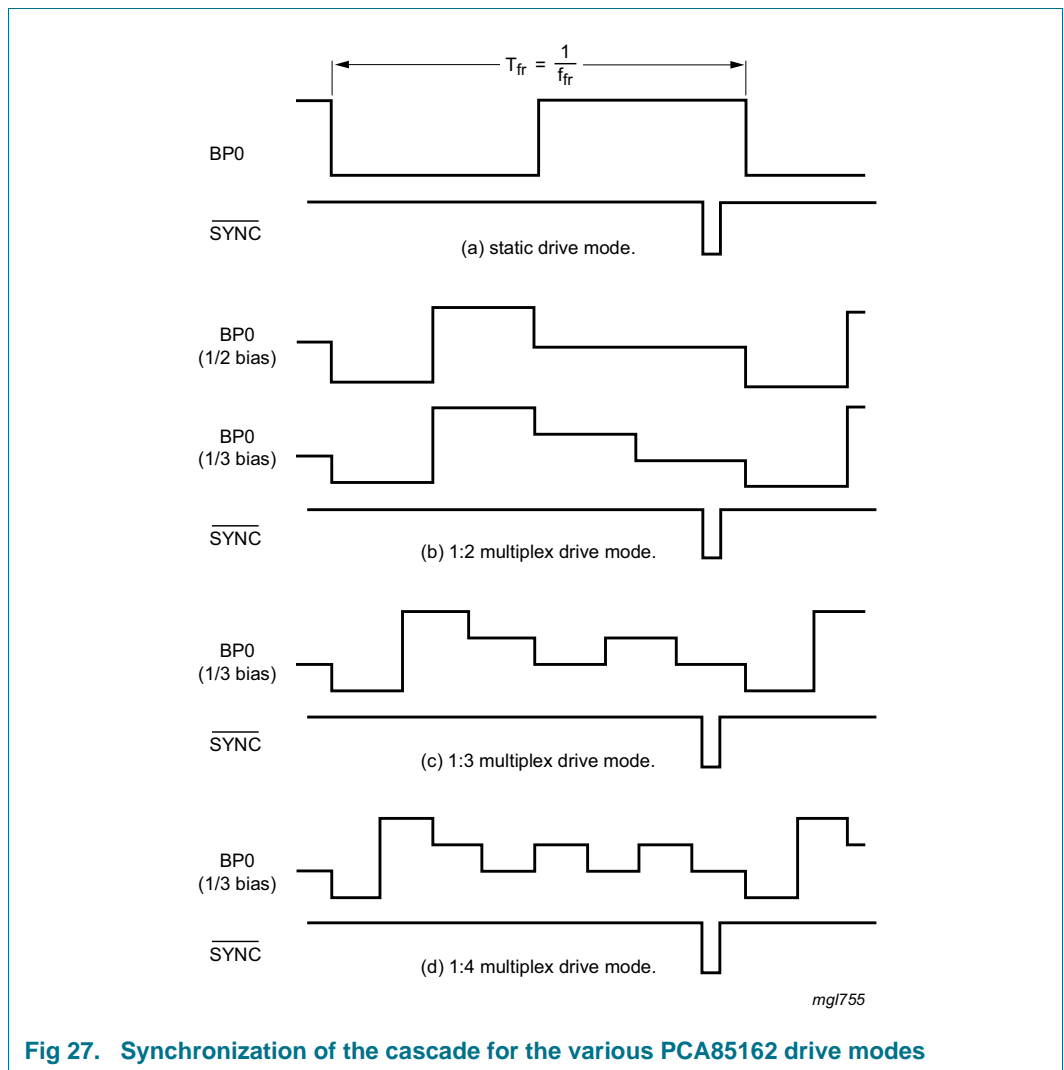 T_fr = 1/f_fr
BP0
SYNC
(a) static drive mode.
BP0
(1/2 bias)
BP0
(1/3 bias)
SYNC
(b) 1:2 multiplex drive mode.
BP0
(1/3 bias)
SYNC
(c) 1:3 multiplex drive mode.
BP0
(1/3 bias)
SYNC
(d) 1:4 multiplex drive mode.
mgl755
Fig 27. Synchronization of the cascade for the various PCA85162 drive modes